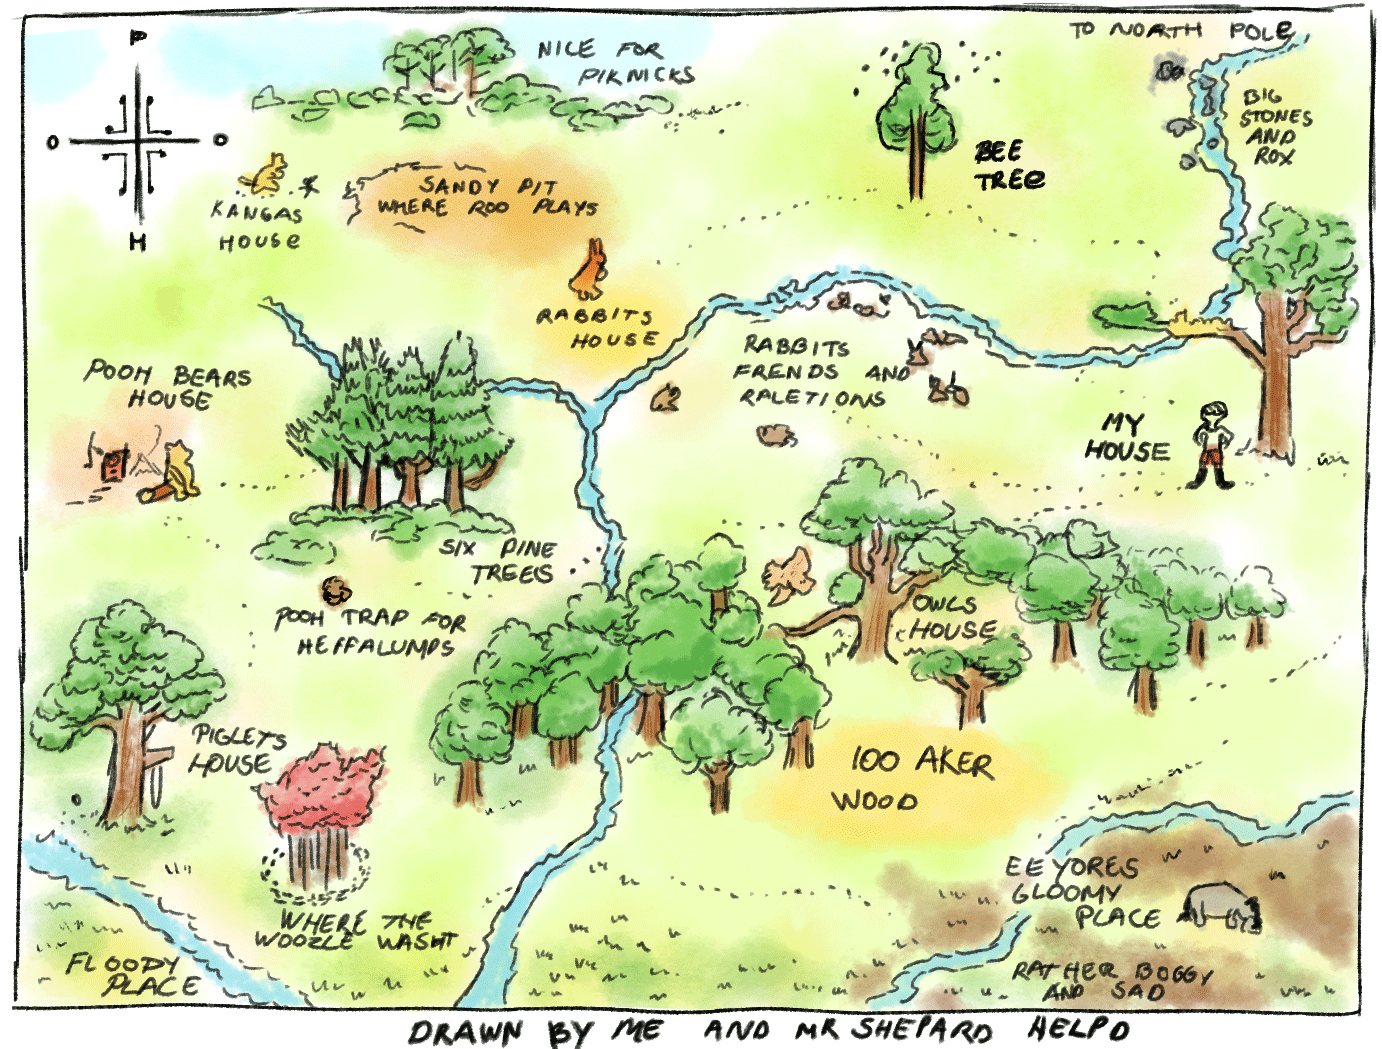 TO NORTH POLE
P
O
O
H
NICE FOR
PIKNICKS
BIG
STONES
AND
ROX
BEE
TREE
KANGAS
HOUSE
SANDY PIT
WHERE ROO PLAYS
RABBITS
HOUSE
RABBITS
FRENDS AND
RALETIONS
POOH BEARS
HOUSE
MY
HOUSE
SIX PINE
TREES
POOH TRAP FOR
HEFFALUMPS
OWLS
HOUSE
PIGLETS
HOUSE
100 AKER
WOOD
WHERE THE
WOOZLE WASNT
EEYORES
GLOOMY
PLACE
FLOODY
PLACE
RATHER BOGGY
AND SAD
DRAWN BY ME AND MR SHEPARD HELPD